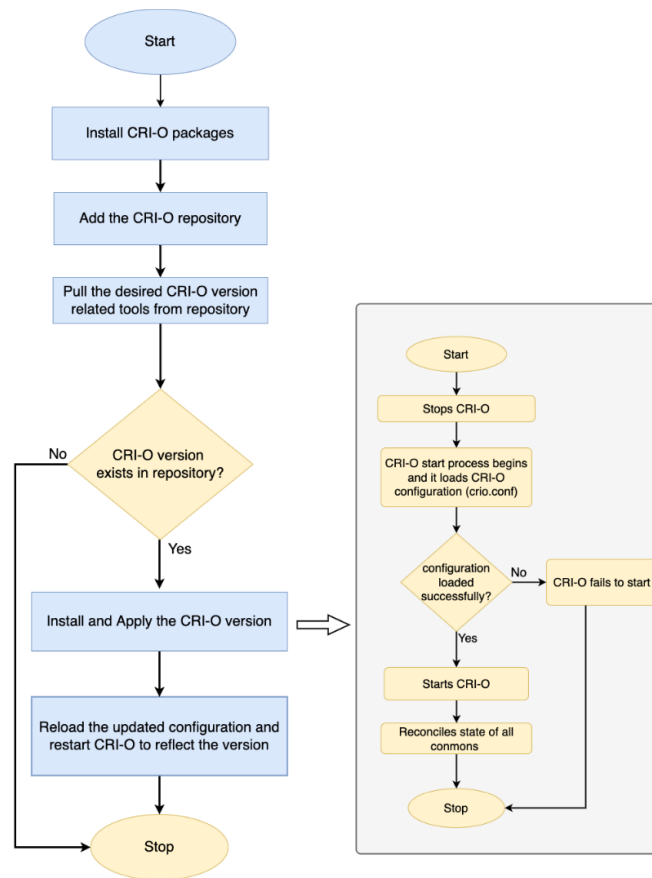 Start
Install CRI-O packages
Add the CRI-O repository
Pull the desired CRI-O version
related tools from repository
CRI-O version
exists in repository?
No
Yes
Install and Apply the CRI-O version
Reload the updated configuration and
restart CRI-O to reflect the version
Stop
Start
Stops CRI-O
CRI-O start process begins
and it loads CRI-O
configuration (crio.conf)
configuration
loaded
successfully?
No
CRI-O fails to start
Yes
Starts CRI-O
Reconciles state of all
conmons
Stop